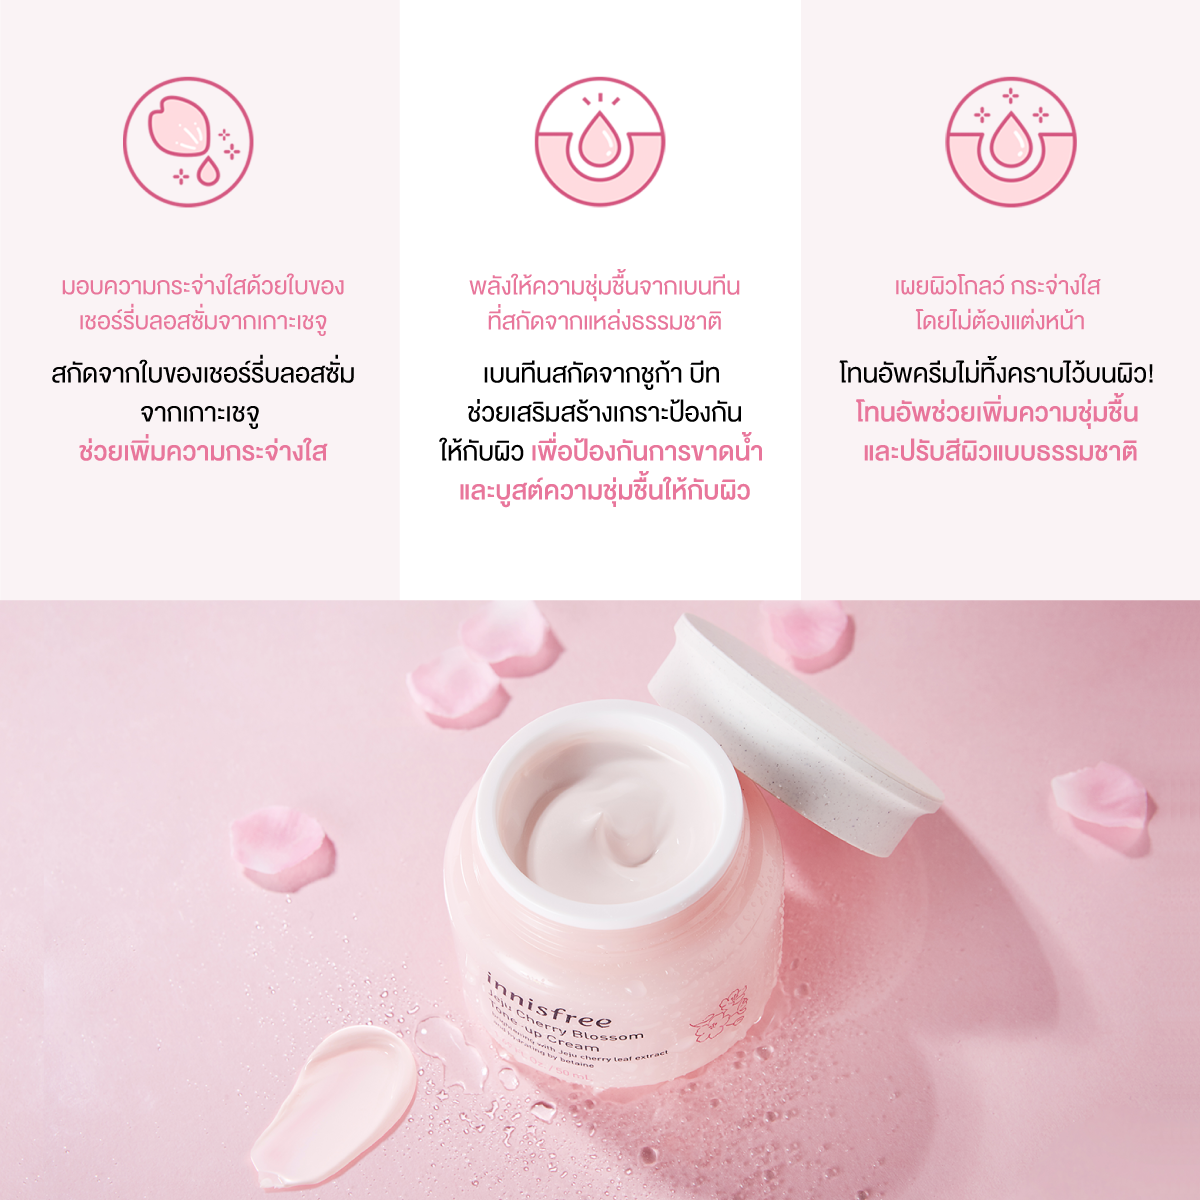 มอบความกระจ่างใสด้วยใบของ
เชอร์รี่บลอสซั่มจากเกาะเชจู
สกัดจากใบของเชอร์รี่บลอสซั่ม
จากเกาะเชจู
ช่วยเพิ่มความกระจ่างใส
พลังให้ความชุ่มชื้นจากเบนทีน
ที่สกัดจากแหล่งธรรมชาติ
เบนทีนสกัดจากชูก้า บีท
ช่วยเสริมสร้างเกราะป้องกัน
ให้กับผิว เพื่อป้องกันการขาดน้ำ
และบูสต์ความชุ่มชื้นให้กับผิว
เผยผิวโกลว์ กระจ่างใส
โดยไม่ต้องแต่งหน้า
โทนอัพครีมไม่ทิ้งคราบไว้บนผิว!
โทนอัพช่วยเพิ่มความชุ่มชื้น
และปรับสีผิวแบบธรรมชาติ
innisfree
Jeju Cherry Blossom
Tone-up Cream
brightening with Jeju cherry leaf extract
and hydrating by betaine
oz. / 50 mL